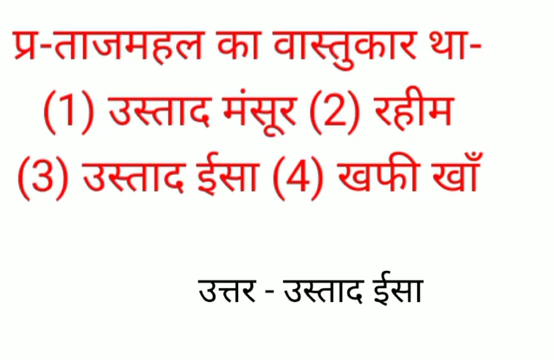 प्र-ताजमहल का वास्तुकार था-
(1) उस्ताद मंसूर (2) रहीम
(3) उस्ताद ईसा (4) खफी खाँ
उत्तर - उस्ताद ईसा